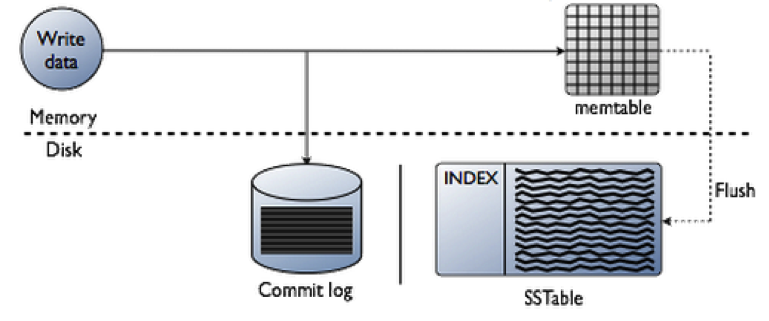 Write
data
memtable
Memory
Disk
INDEX
Flush
Commit log
SSTable